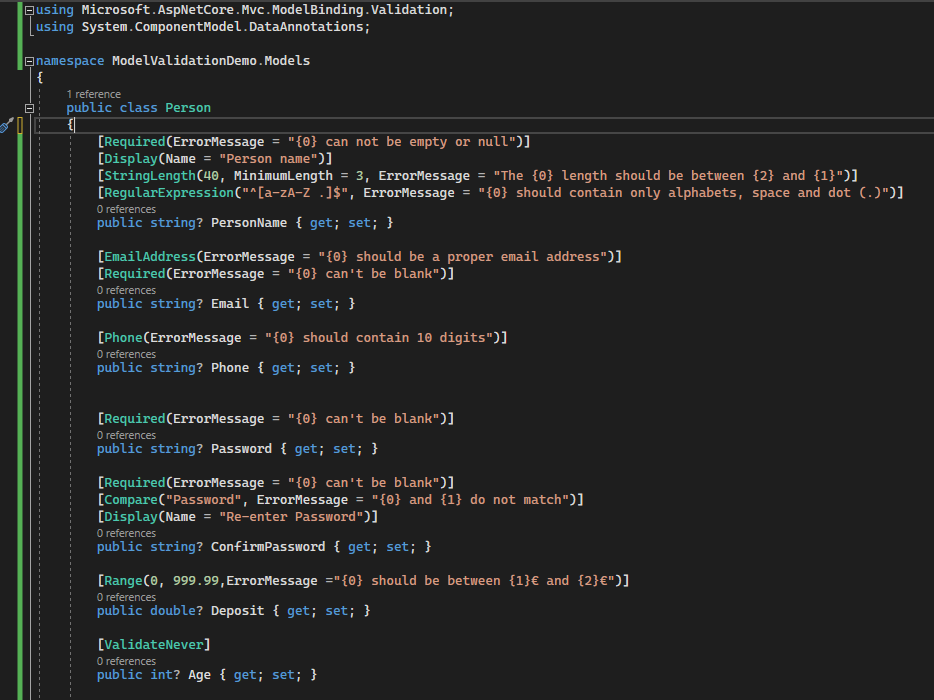 using Microsoft.AspNetCore.Mvc.ModelBinding.Validation;
using System.ComponentModel.DataAnnotations;
namespace ModelValidationDemo.Models
{
1 reference
public class Person
{
[Required(ErrorMessage = "{0} can not be empty or null")]
[Display(Name = "Person name")]
[StringLength(40, MinimumLength = 3, ErrorMessage = "The {0} length should be between {2} and {1}")]
[RegularExpression("^[a-zA-Z .]$", ErrorMessage = "{0} should contain only alphabets, space and dot (.)")]
0 references
public string? PersonName { get; set; }
[EmailAddress(ErrorMessage = "{0} should be a proper email address")]
[Required(ErrorMessage = "{0} can't be blank")]
0 references
public string? Email { get; set; }
[Phone(ErrorMessage = "{0} should contain 10 digits")]
0 references
public string? Phone { get; set; }
[Required(ErrorMessage = "{0} can't be blank")]
0 references
public string? Password { get; set; }
[Required(ErrorMessage = "{0} can't be blank")]
[Compare("Password", ErrorMessage = "{0} and {1} do not match")]
[Display(Name = "Re-enter Password")]
0 references
public string? ConfirmPassword { get; set; }
[Range(0, 999.99,ErrorMessage ="{0} should be between {1}€ and {2}€")]
0 references
public double? Deposit { get; set; }
[ValidateNever]
0 references
public int? Age { get; set; }